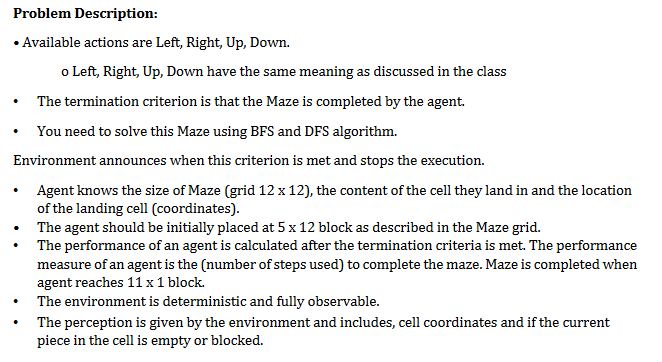 Problem Description:
• Available actions are Left, Right, Up, Down.
o Left, Right, Up, Down have the same meaning as discussed in the class
• The termination criterion is that the Maze is completed by the agent.
• You need to solve this Maze using BFS and DFS algorithm.
Environment announces when this criterion is met and stops the execution.
• Agent knows the size of Maze (grid 12 x 12), the content of the cell they land in and the location
of the landing cell (coordinates).
• The agent should be initially placed at 5 x 12 block as described in the Maze grid.
• The performance of an agent is calculated after the termination criteria is met. The performance
measure of an agent is the (number of steps used) to complete the maze. Maze is completed when
agent reaches 11 x 1 block.
• The environment is deterministic and fully observable.
• The perception is given by the environment and includes, cell coordinates and if the current
piece in the cell is empty or blocked.